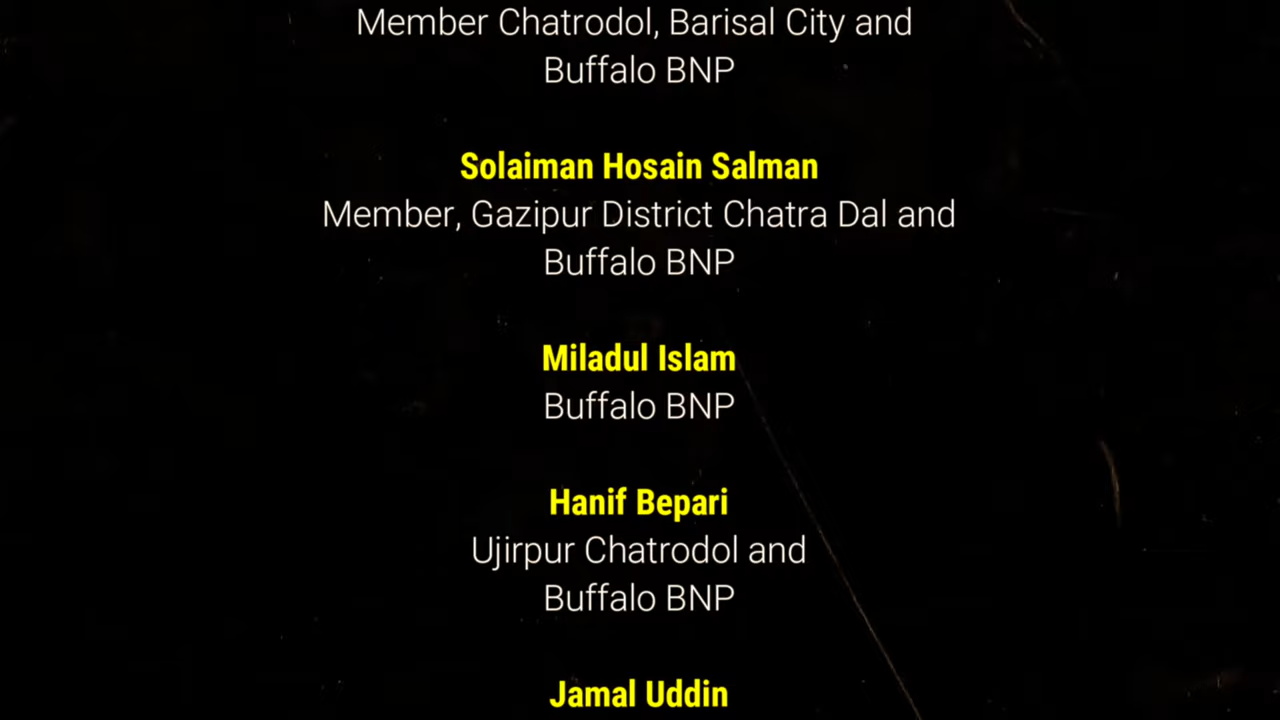 Member Chatrodol, Barisal City and
Buffalo BNP
Solaiman Hosain Salman
Member, Gazipur District Chatra Dal and
Buffalo BNP
Miladul Islam
Buffalo BNP
Hanif Bepari
Ujirpur Chatrodol and
Buffalo BNP
Jamal Uddin